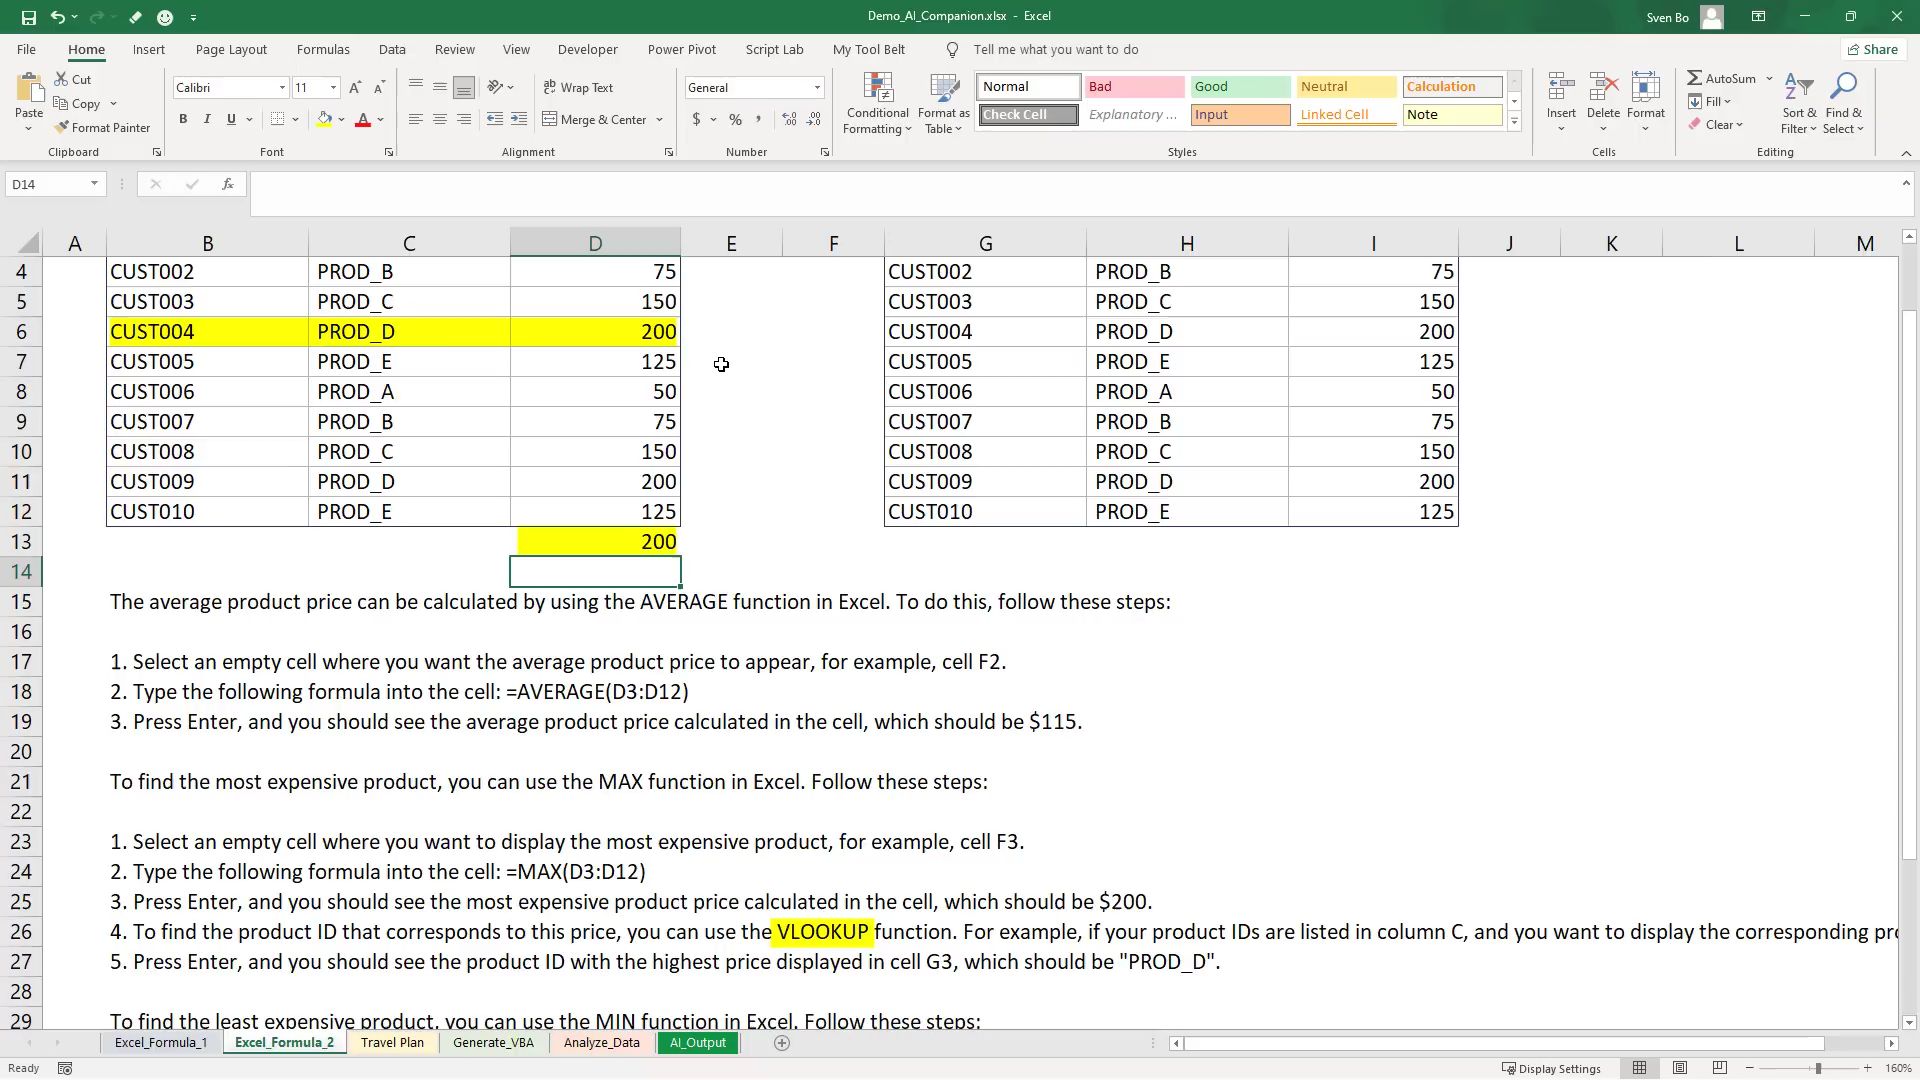 Demo_AI_Companion.xlsx - Excel
Sven Bo
File Home Insert Page Layout Formulas Data Review View Developer Power Pivot Script Lab My Tool Belt Tell me what you want to do Share
Paste
Cut
Copy
Format Painter
Clipboard
Calibri 11
B I U
Font
Wrap Text
Merge & Center
Alignment
General
$ % ,
Number
Conditional Formatting
Format as Table
Normal Bad Good Neutral Calculation
Check Cell Explanatory ... Input Linked Cell Note
Styles
Insert Delete Format
Cells
AutoSum
Fill
Clear
Sort & Filter
Find & Select
Editing
D14
fx
A B C D E F G H I J K L M
4 CUST002 PROD_B 75 CUST002 PROD_B 75
5 CUST003 PROD_C 150 CUST003 PROD_C 150
6 CUST004 PROD_D 200 CUST004 PROD_D 200
7 CUST005 PROD_E 125 CUST005 PROD_E 125
8 CUST006 PROD_A 50 CUST006 PROD_A 50
9 CUST007 PROD_B 75 CUST007 PROD_B 75
10 CUST008 PROD_C 150 CUST008 PROD_C 150
11 CUST009 PROD_D 200 CUST009 PROD_D 200
12 CUST010 PROD_E 125 CUST010 PROD_E 125
13 200
14
15 The average product price can be calculated by using the AVERAGE function in Excel. To do this, follow these steps:
16
17 1. Select an empty cell where you want the average product price to appear, for example, cell F2.
18 2. Type the following formula into the cell: =AVERAGE(D3:D12)
19 3. Press Enter, and you should see the average product price calculated in the cell, which should be $115.
20
21 To find the most expensive product, you can use the MAX function in Excel. Follow these steps:
22
23 1. Select an empty cell where you want to display the most expensive product, for example, cell F3.
24 2. Type the following formula into the cell: =MAX(D3:D12)
25 3. Press Enter, and you should see the most expensive product price calculated in the cell, which should be $200.
26 4. To find the product ID that corresponds to this price, you can use the VLOOKUP function. For example, if your product IDs are listed in column C, and you want to display the corresponding
27 5. Press Enter, and you should see the product ID with the highest price displayed in cell G3, which should be "PROD_D".
28
29 To find the least expensive product, you can use the MIN function in Excel. Follow these steps:
Excel_Formula_1 Excel_Formula_2 Travel Plan Generate_VBA Analyze_Data AI_Output
Ready
Display Settings
160%